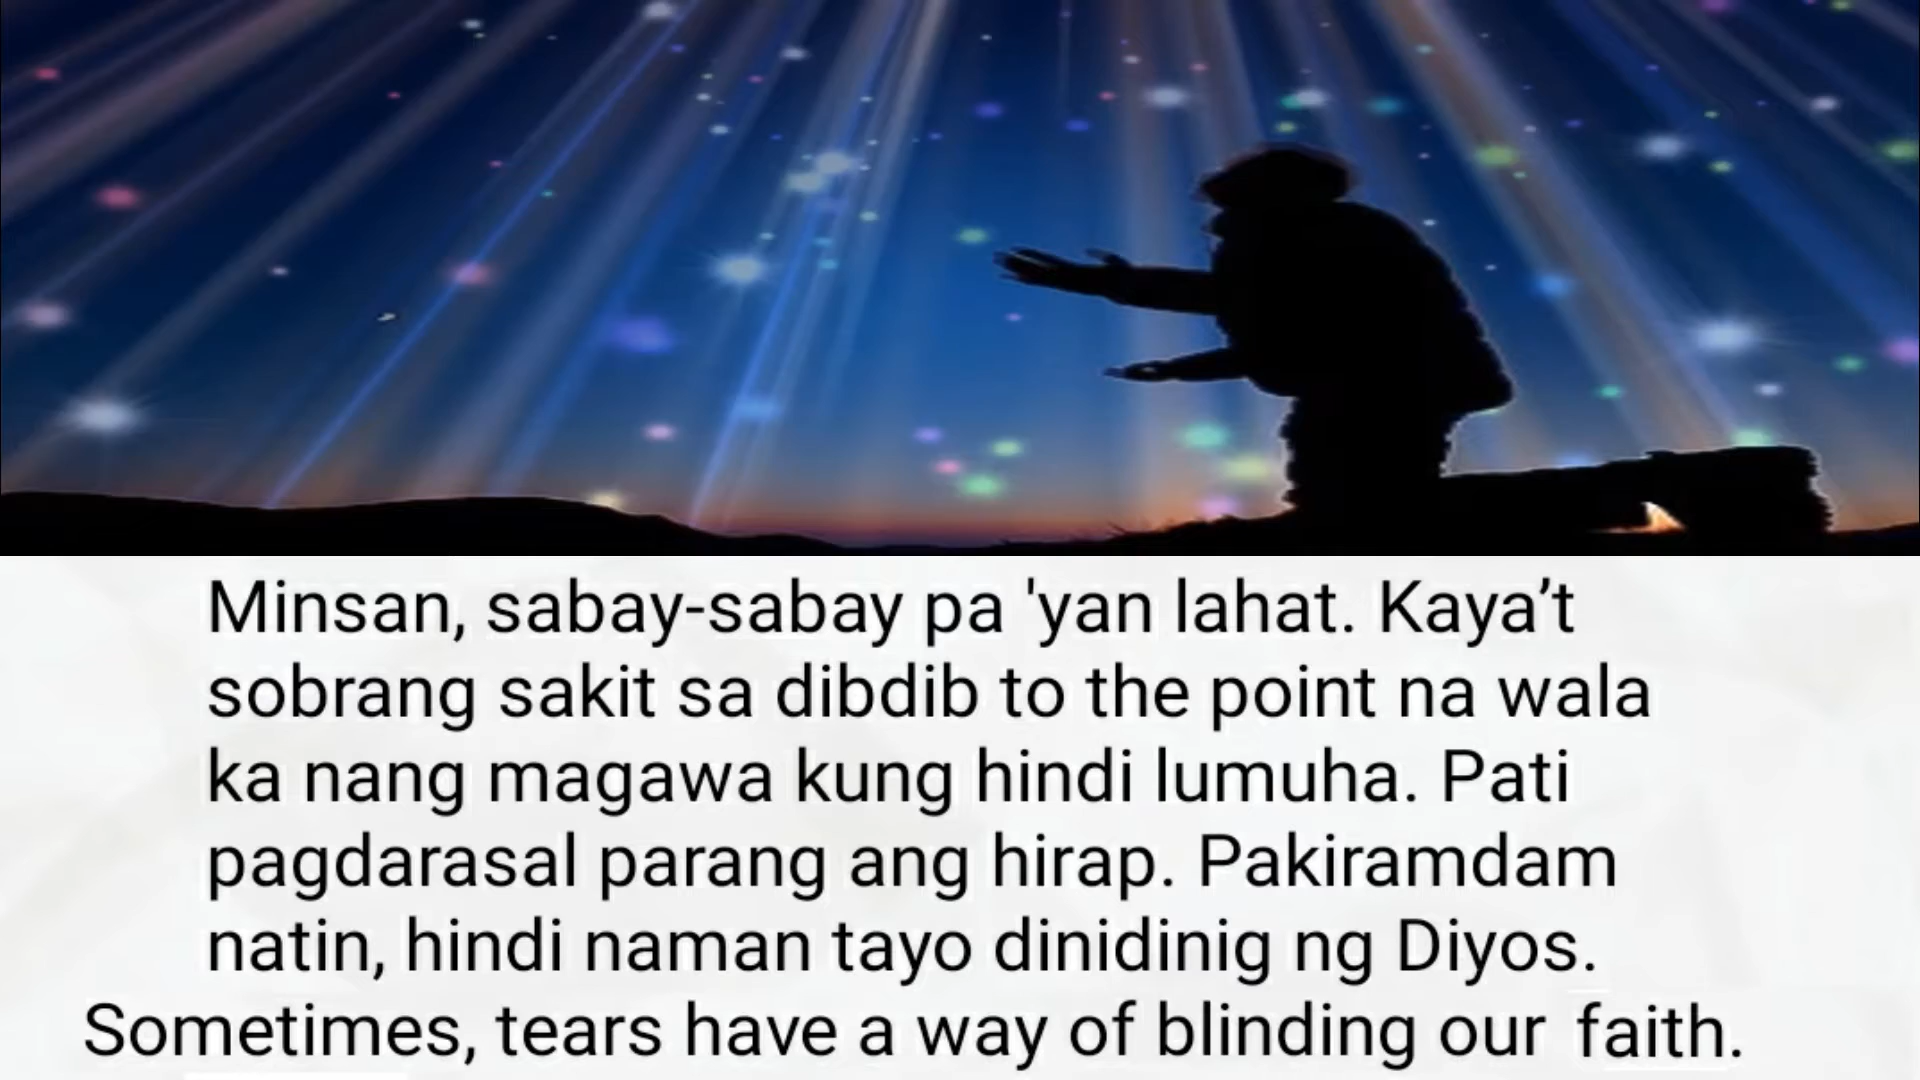 Minsan, sabay-sabay pa 'yan lahat. Kaya’t
sobrang sakit sa dibdib to the point na wala
ka nang magawa kung hindi lumuha. Pati
pagdarasal parang ang hirap. Pakiramdam
natin, hindi naman tayo dinidinig ng Diyos.
Sometimes, tears have a way of blinding our faith.